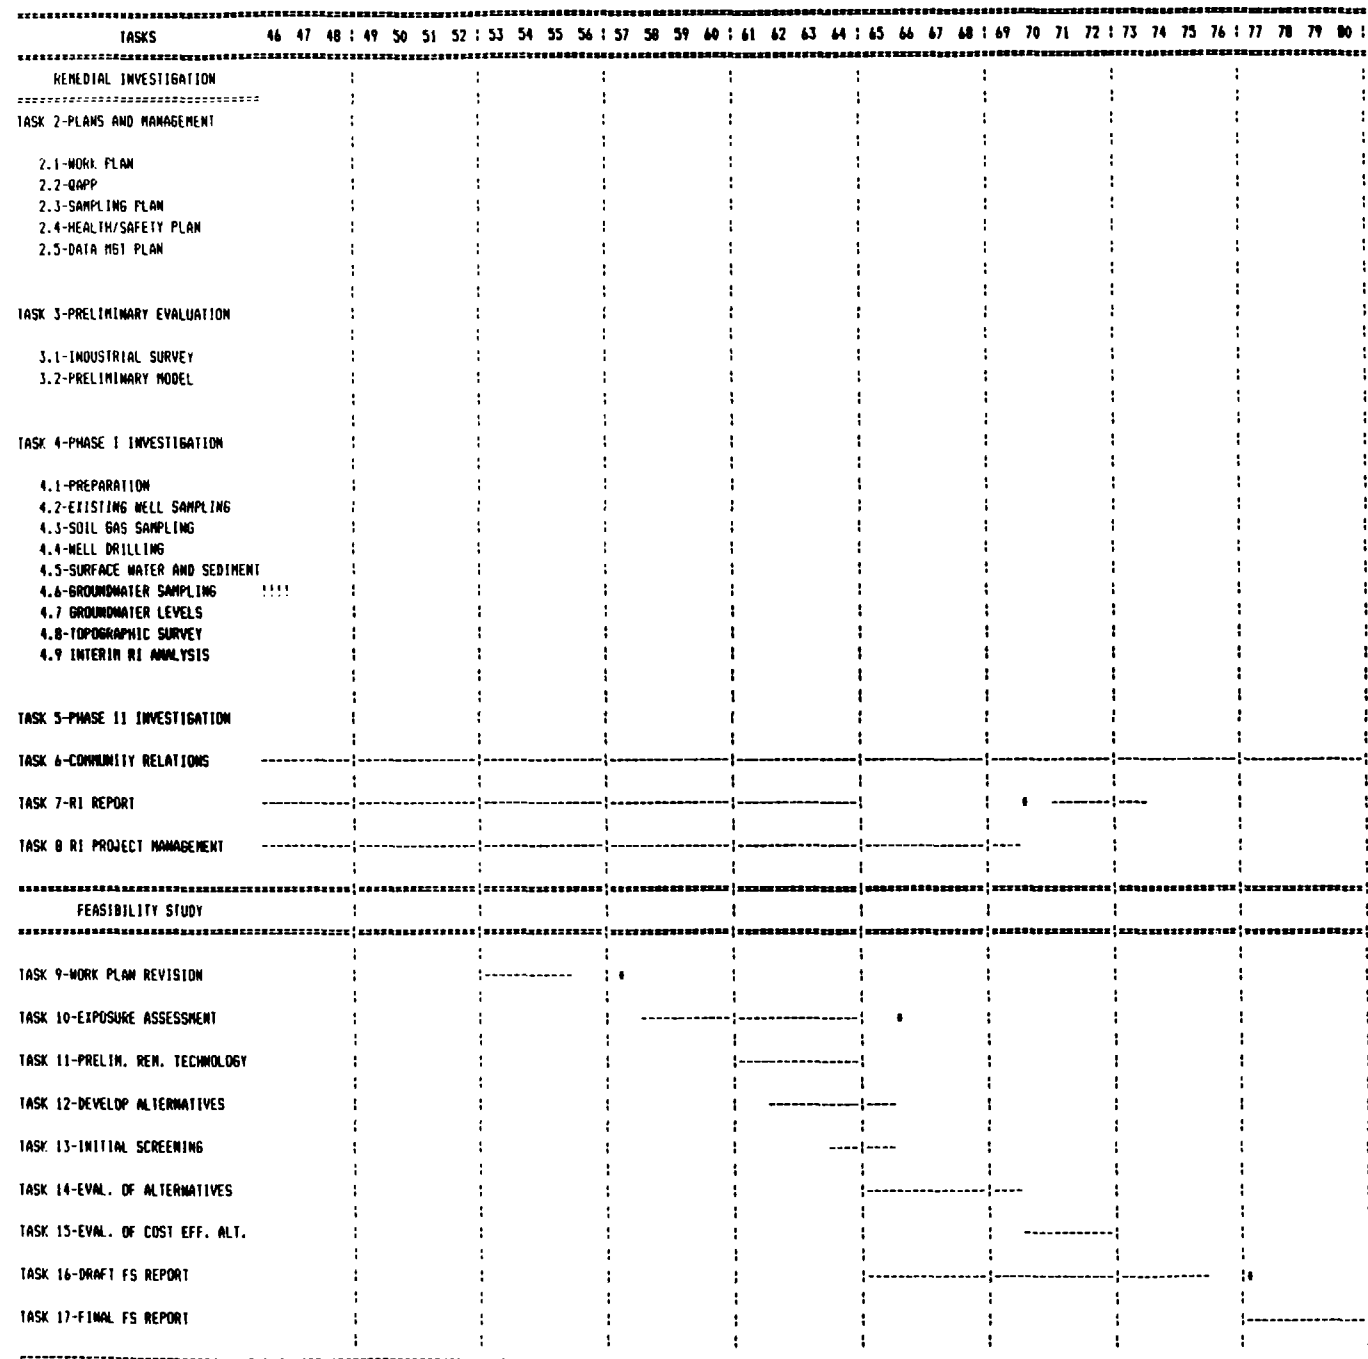 TASKS 46 47 48 : 49 50 51 52 : 53 54 55 56 : 57 58 59 60 : 61 62 63 64 : 65 66 67 68 : 69 70 71 72 : 73 74 75 76 : 77 78 79 80 :
REMEDIAL INVESTIGATION
TASK 2-PLANS AND MANAGEMENT
2.1-WORK PLAN
2.2-QAPP
2.3-SAMPLING PLAN
2.4-HEALTH/SAFETY PLAN
2.5-DATA MGT PLAN
TASK 3-PRELIMINARY EVALUATION
3.1-INDUSTRIAL SURVEY
3.2-PRELIMINARY MODEL
TASK 4-PHASE I INVESTIGATION
4.1-PREPARATION
4.2-EXISTING WELL SAMPLING
4.3-SOIL GAS SAMPLING
4.4-WELL DRILLING
4.5-SURFACE WATER AND SEDIMENT
4.6-GROUNDWATER SAMPLING !!!!
4.7 GROUNDWATER LEVELS
4.8-TOPOGRAPHIC SURVEY
4.9 INTERIM RI ANALYSIS
TASK 5-PHASE II INVESTIGATION
TASK 6-COMMUNITY RELATIONS
TASK 7-RI REPORT
TASK 8 RI PROJECT MANAGEMENT
FEASIBILITY STUDY
TASK 9-WORK PLAN REVISION
TASK 10-EXPOSURE ASSESSMENT
TASK 11-PRELIM. REM. TECHNOLOGY
TASK 12-DEVELOP ALTERNATIVES
TASK 13-INITIAL SCREENING
TASK 14-EVAL. OF ALTERNATIVES
TASK 15-EVAL. OF COST EFF. ALT.
TASK 16-DRAFT FS REPORT
TASK 17-FINAL FS REPORT